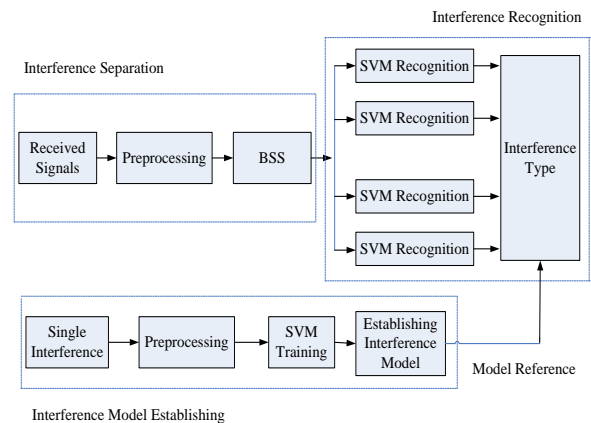 Interference Recognition
Interference Separation
SVM Recognition
SVM Recognition
SVM Recognition
SVM Recognition
Received
Signals
Preprocessing
BSS
Interference
Type
Single
Interference
Preprocessing
SVM
Training
Establishing
Interference
Model
Model Reference
Interference Model Establishing